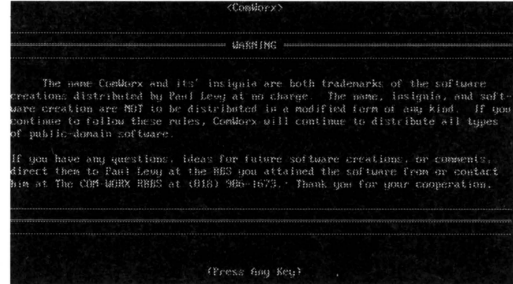 <ComWorx>
WARNING
The name ComWorx and its' insignia are both trademarks of the software
creations distributed by Paul Levy at no charge. The name, insignia, and soft-
ware creation are NOT to be distributed in a modified form of any kind. If you
continue to follow these rules, ComWorx will continue to distribute all types
of public-domain software.
If you have any questions, ideas for future software creations, or comments,
direct them to Paul Levy at the BBS you attained the software from or contact
him at The COM-WORX RBBS at (818) 986-1673. Thank you for your cooperation.
(Press Any Key)